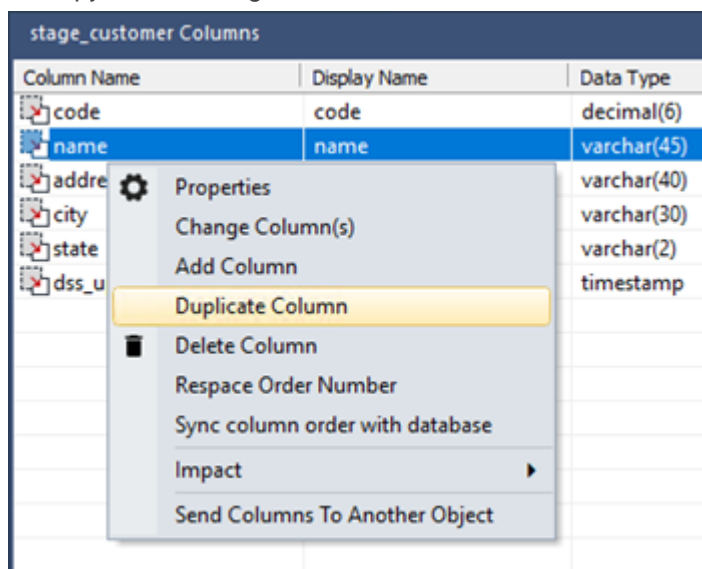 stage_customer Columns
Column Name Display Name Data Type
code code decimal(6)
name name varchar(45)
addre varchar(40)
city varchar(30)
state varchar(2)
dss_u timestamp
Properties
Change Column(s)
Add Column
Duplicate Column
Delete Column
Respace Order Number
Sync column order with database
Impact
Send Columns To Another Object